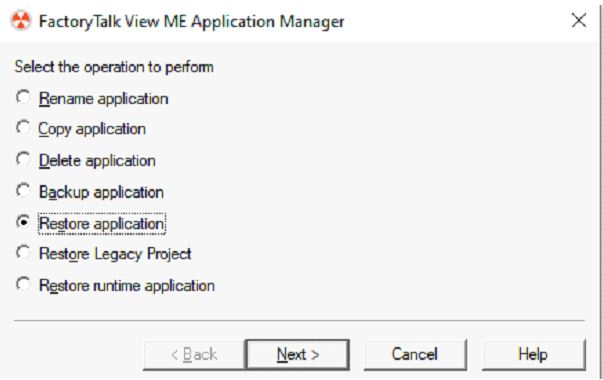 FactoryTalk View ME Application Manager
Select the operation to perform
Rename application
Copy application
Delete application
Backup application
Restore application
Restore Legacy Project
Restore runtime application
< Back Next > Cancel Help